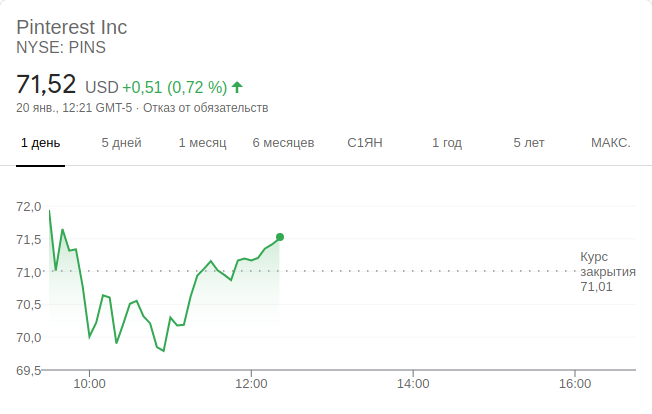 Pinterest Inc
NYSE: PINS
71,52 USD +0,51 (0,72 %)
20 янв., 12:21 GMT-5 · Отказ от обязательств
1 день 5 дней 1 месяц 6 месяцев С1ЯН 1 год 5 лет МАКС.
72,0
71,5
71,0
70,5
70,0
69,5
Курс
закрытия
71,01
10:00 12:00 14:00 16:00